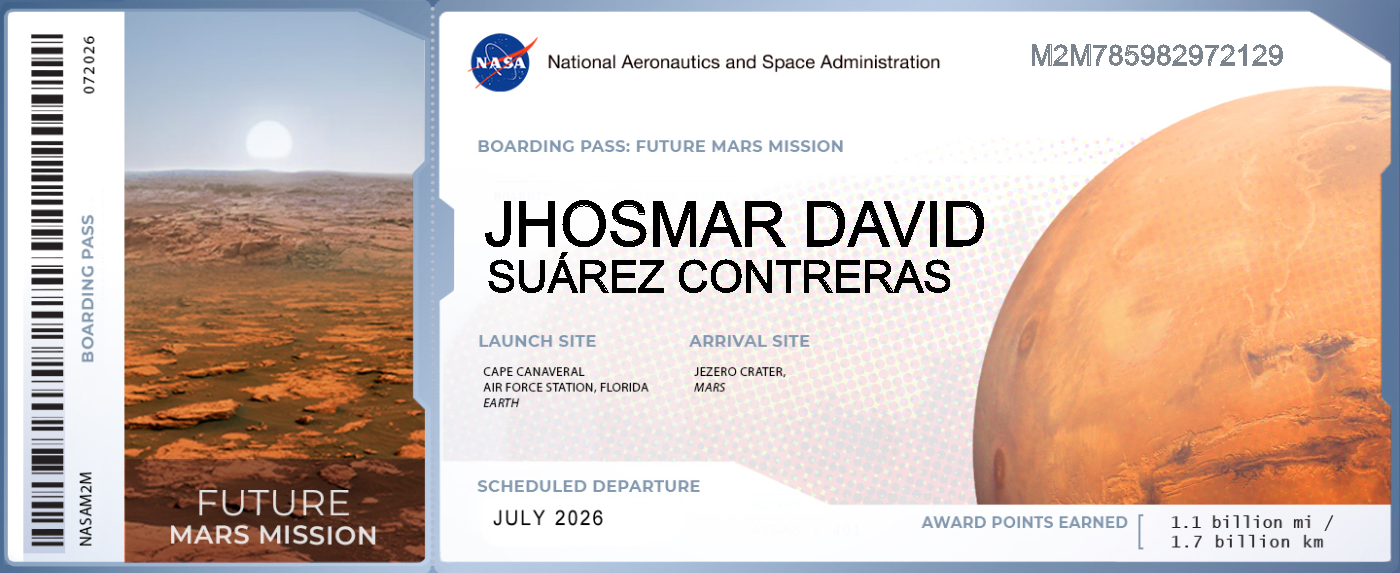 072026
BOARDING PASS
NASAM2M
FUTURE
MARS MISSION
NASA
National Aeronautics and Space Administration
M2M785982972129
BOARDING PASS: FUTURE MARS MISSION
JHOSMAR DAVID
SUÁREZ CONTRERAS
LAUNCH SITE
CAPE CANAVERAL
AIR FORCE STATION, FLORIDA
EARTH
ARRIVAL SITE
JEZERO CRATER,
MARS
SCHEDULED DEPARTURE
JULY 2026
AWARD POINTS EARNED
1.1 billion mi /
1.7 billion km